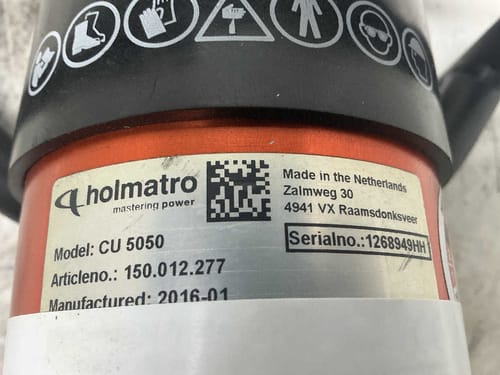 holmatro
mastering power
Made in the Netherlands
Zalmweg 30
4941 VX Raamsdonksveer
Serialno.: 1268949HH
Model: CU 5050
Articleno.: 150.012.277
Manufactured: 2016-01